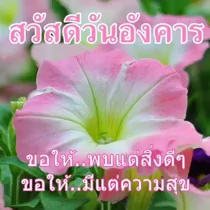 สวัสดีวันอังคาร
ขอให้..พบแต่สิ่งดีๆ
ขอให้..มีแต่ความสุข